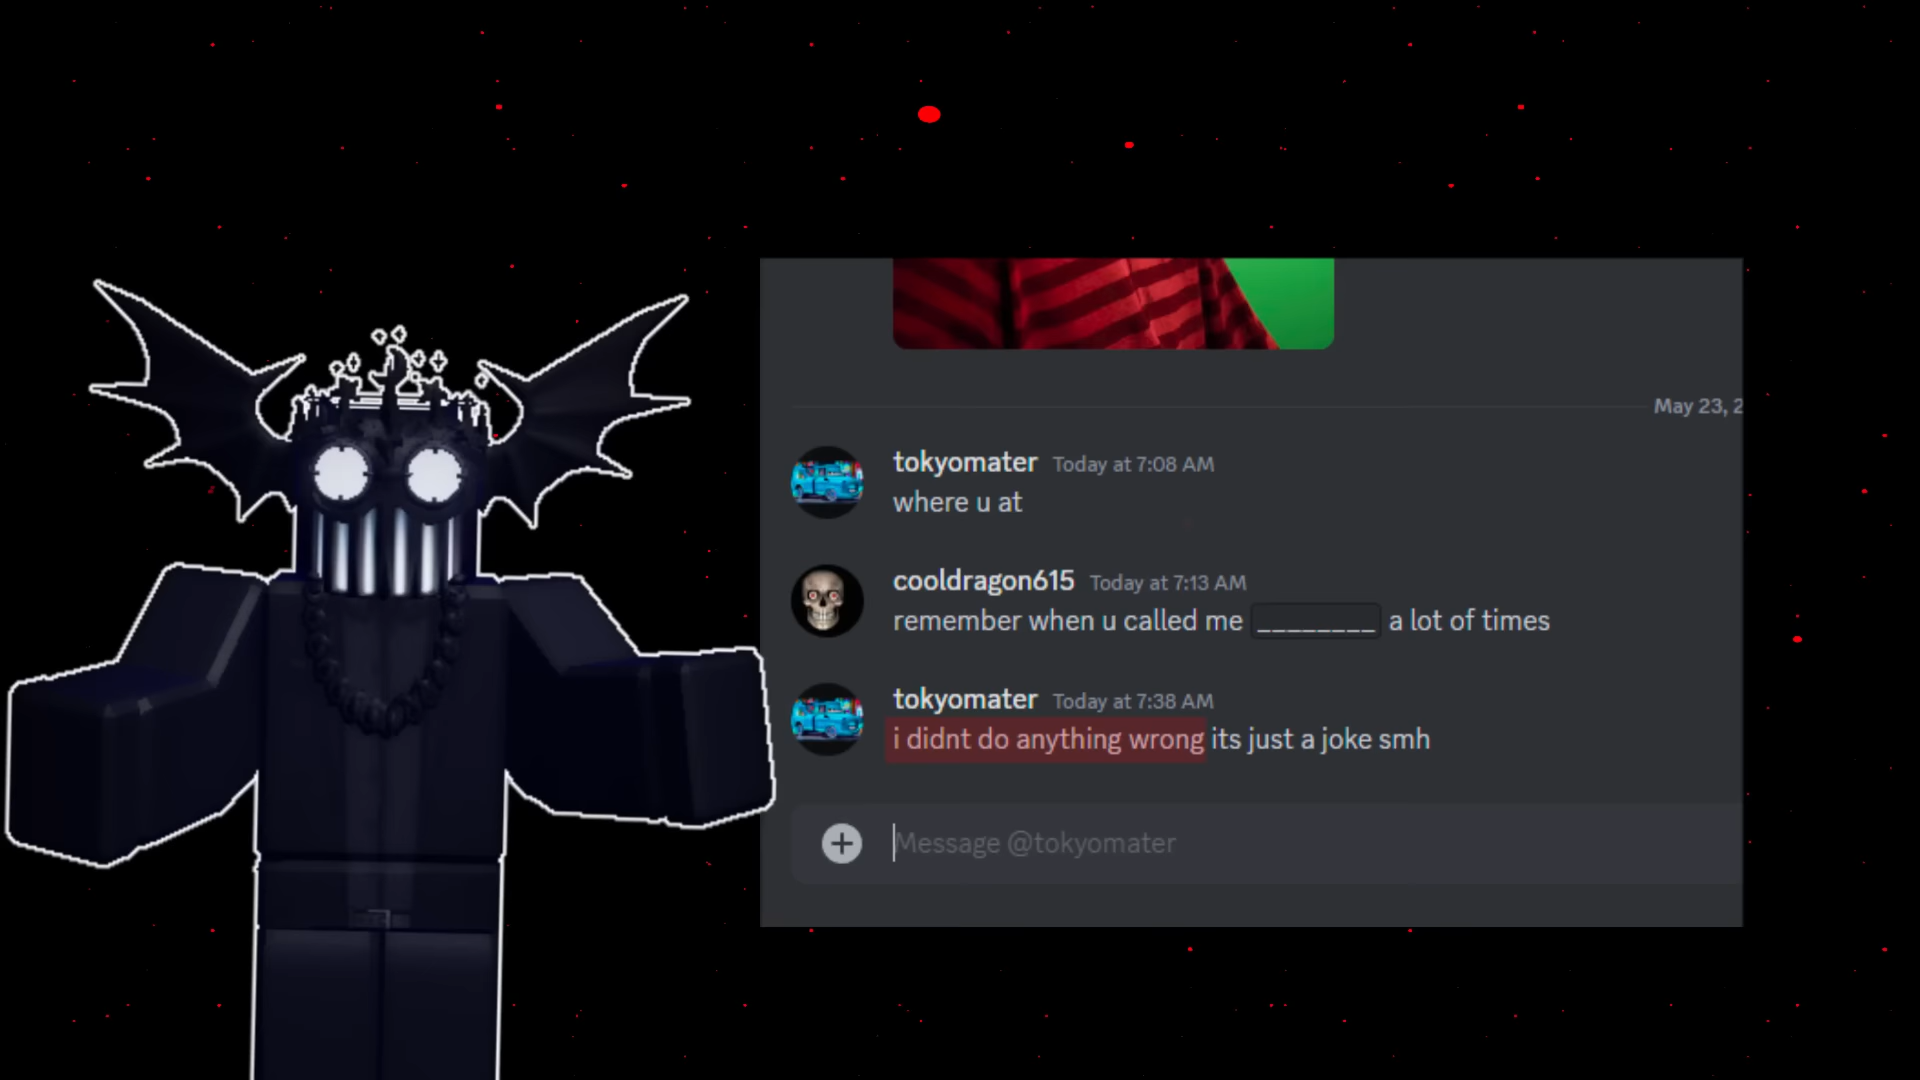 May 23, 2
tokyomater Today at 7:08 AM
where u at
cooldragon615 Today at 7:13 AM
remember when u called me ________ a lot of times
tokyomater Today at 7:38 AM
i didnt do anything wrong its just a joke smh
Message @tokyomater